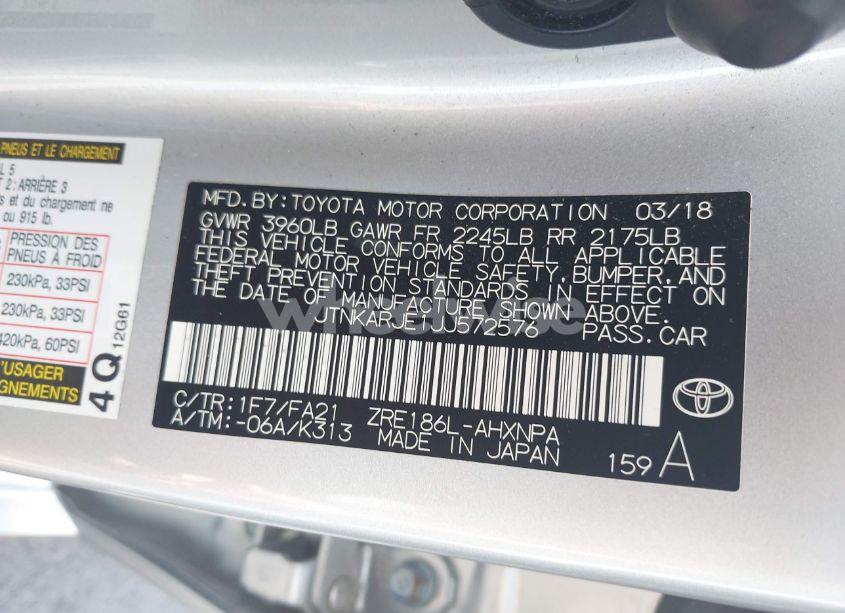 PNEUS ET LE CHARGEMENT
L 5
2 : ARRIÈRE 3
s et du chargement ne
ou 915 lb.
PRESSION DES
PNEUS À FROID
230kPa, 33PSI
230kPa, 33PSI
420kPa, 60PSI
USAGER
GNEMENTS
4 Q 12G61
MFD. BY: TOYOTA MOTOR CORPORATION 03/18
GVWR 3960LB GAWR FR 2245LB RR 2175LB
THIS VEHICLE CONFORMS TO ALL APPLICABLE
FEDERAL MOTOR VEHICLE SAFETY, BUMPER, AND
THEFT PREVENTION STANDARDS IN EFFECT ON
THE DATE OF MANUFACTURE SHOWN ABOVE.
JTNKARJE1JJ572576 PASS. CAR
C/TR: 1F7/FA21 ZRE186L-AHXNPA
A/TM: -06A/K313 MADE IN JAPAN
159 A